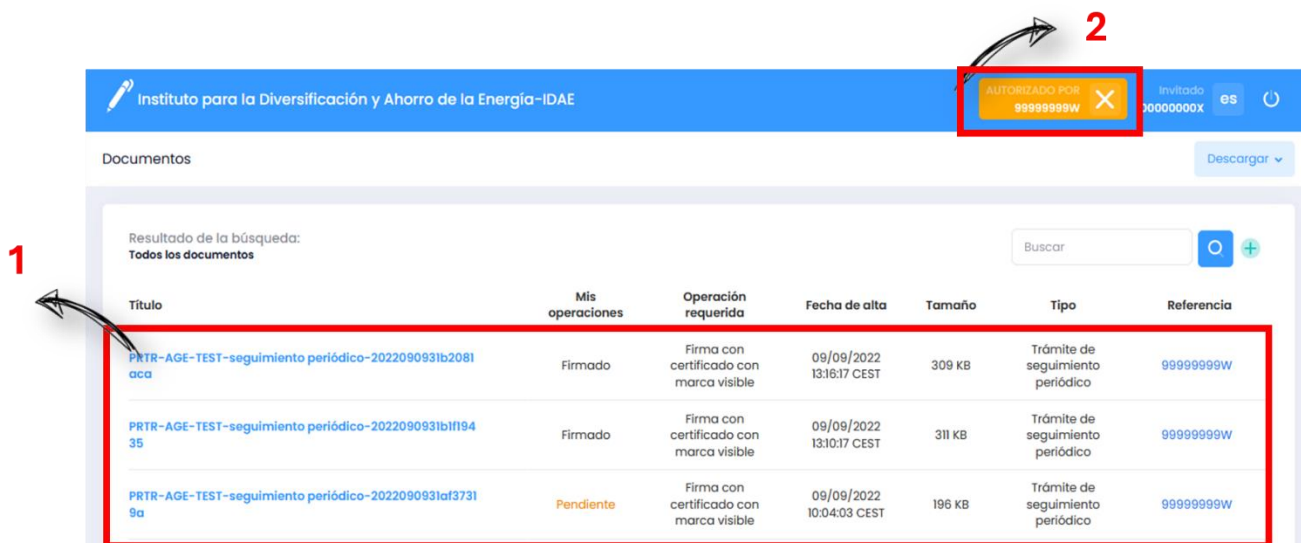 2
Instituto para la Diversificación y Ahorro de la Energía-IDAE
AUTORIZADO POR
99999999W
Invitado
00000000X
es
Documentos
Descargar
1
Resultado de la búsqueda:
Todos los documentos
Buscar
Título
Mis
operaciones
Operación
requerida
Fecha de alta
Tamaño
Tipo
Referencia
PRTR-AGE-TEST-seguimiento periódico-2022090931b2081
aca
Firmado
Firma con
certificado con
marca visible
09/09/2022
13:16:17 CEST
309 KB
Trámite de
seguimiento
periódico
99999999W
PRTR-AGE-TEST-seguimiento periódico-2022090931b1f194
35
Firmado
Firma con
certificado con
marca visible
09/09/2022
13:10:17 CEST
311 KB
Trámite de
seguimiento
periódico
99999999W
PRTR-AGE-TEST-seguimiento periódico-2022090931af3731
9a
Pendiente
Firma con
certificado con
marca visible
09/09/2022
10:04:03 CEST
196 KB
Trámite de
seguimiento
periódico
99999999W